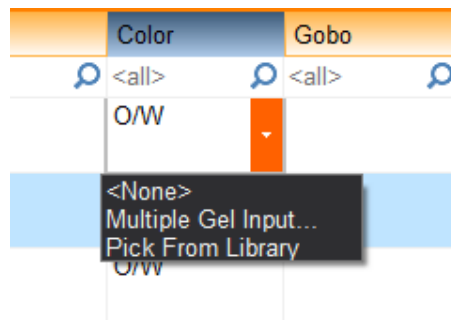 Color Gobo
<all> <all>
O/W
<None>
Multiple Gel Input...
Pick From Library
O/W